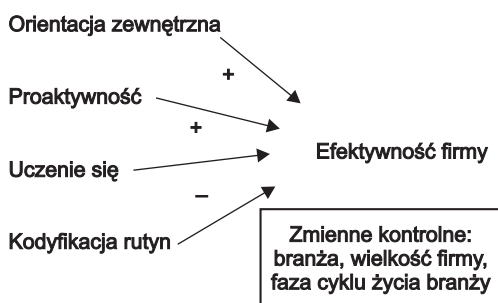 Orientacja zewnętrzna
+
Proaktywność
+
Efektywność firmy
Uczenie się
–
Kodyfikacja rutyn
Zmienne kontrolne:
branża, wielkość firmy,
faza cyklu życia branży